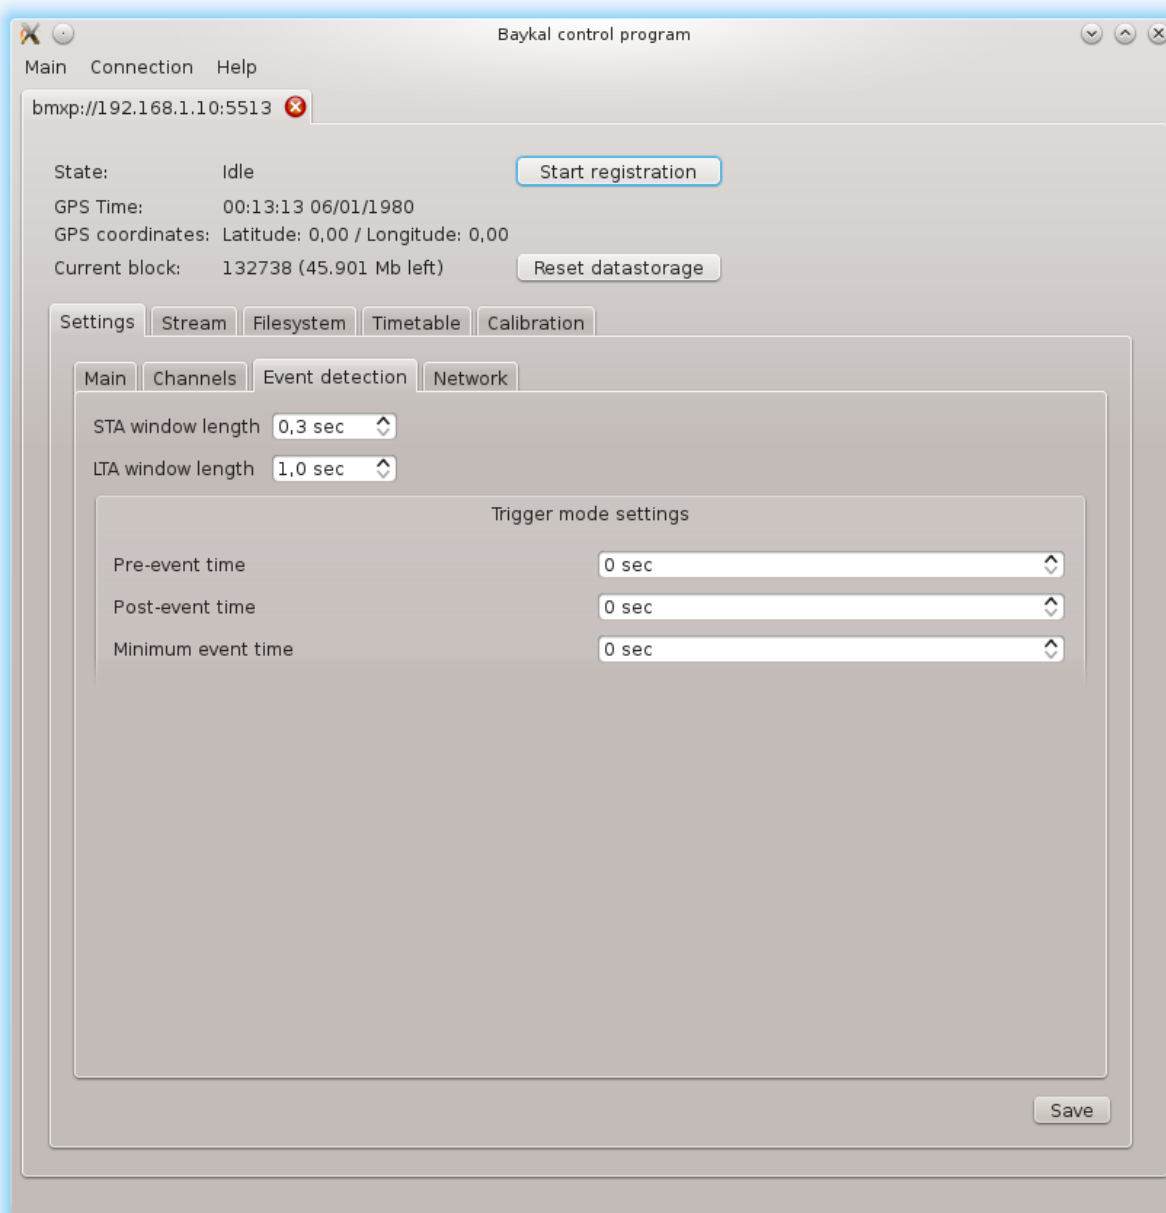 Baykal control program
Main Connection Help
bmxp://192.168.1.10:5513
State: Idle Start registration
GPS Time: 00:13:13 06/01/1980
GPS coordinates: Latitude: 0,00 / Longitude: 0,00
Current block: 132738 (45.901 Mb left) Reset datastorage
Settings Stream Filesystem Timetable Calibration
Main Channels Event detection Network
STA window length 0,3 sec
LTA window length 1,0 sec
Trigger mode settings
Pre-event time 0 sec
Post-event time 0 sec
Minimum event time 0 sec
Save